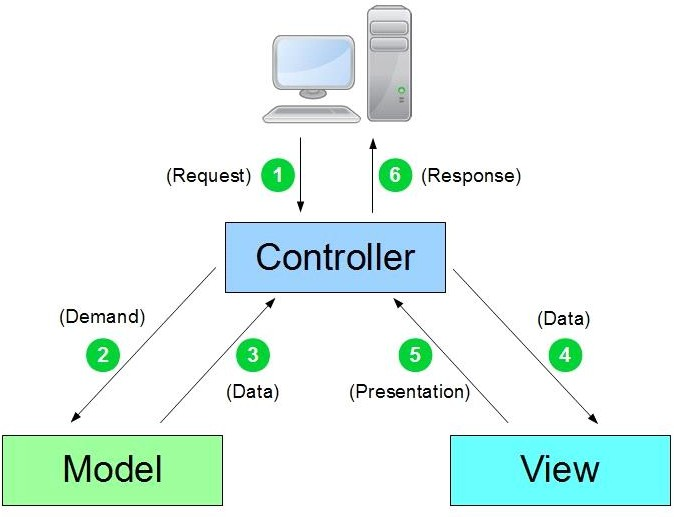 (Request) 1 6 (Response)
Controller
(Demand) (Data)
2 3 5 4
(Data) (Presentation)
Model View